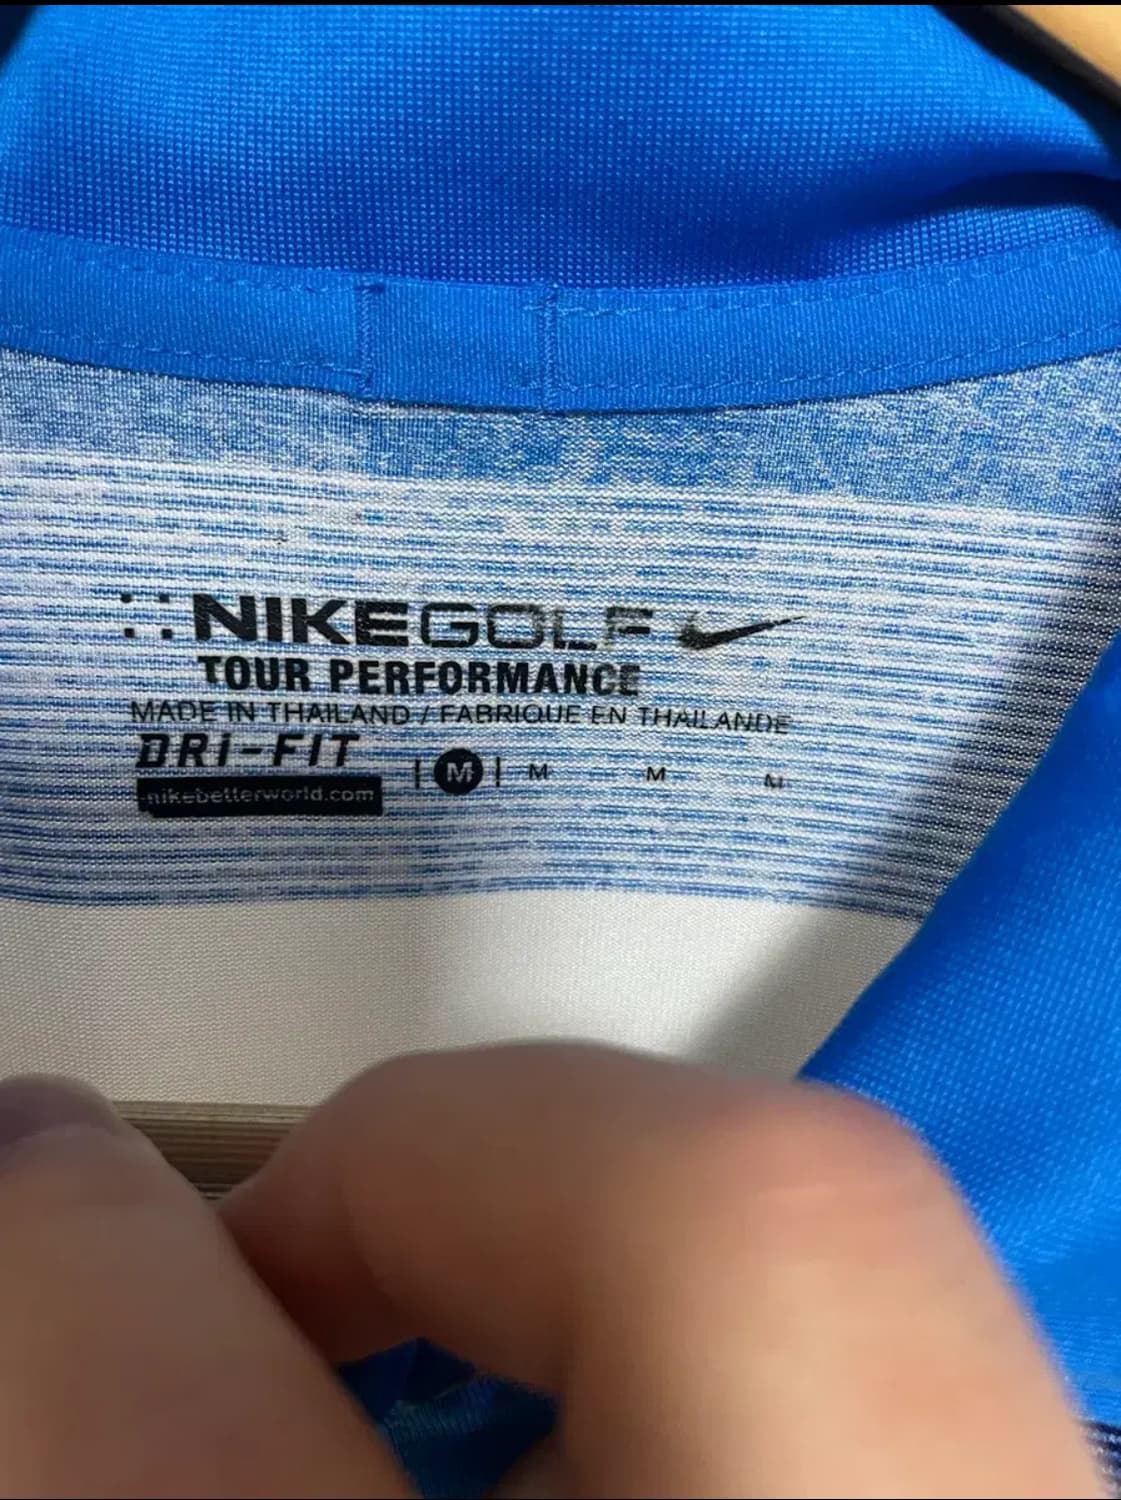 NIKEGOLF
TOUR PERFORMANCE
MADE IN THAILAND / FABRIQUE EN THAILANDE
DRI-FIT
| M | M M M
nikebetterworld.com